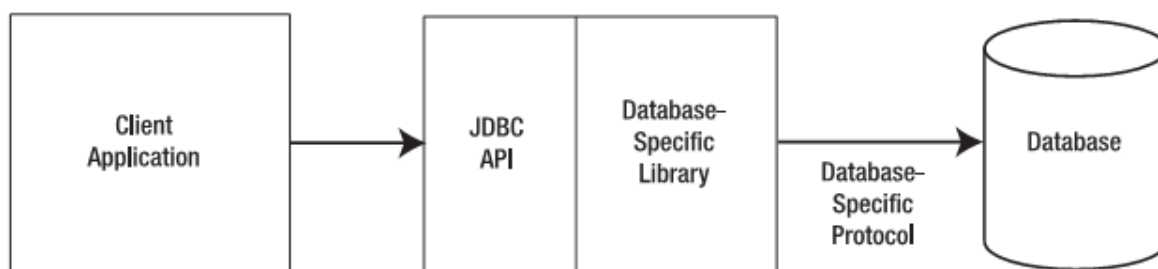 Client
Application
JDBC
API
Database–
Specific
Library
Database–
Specific
Protocol
Database